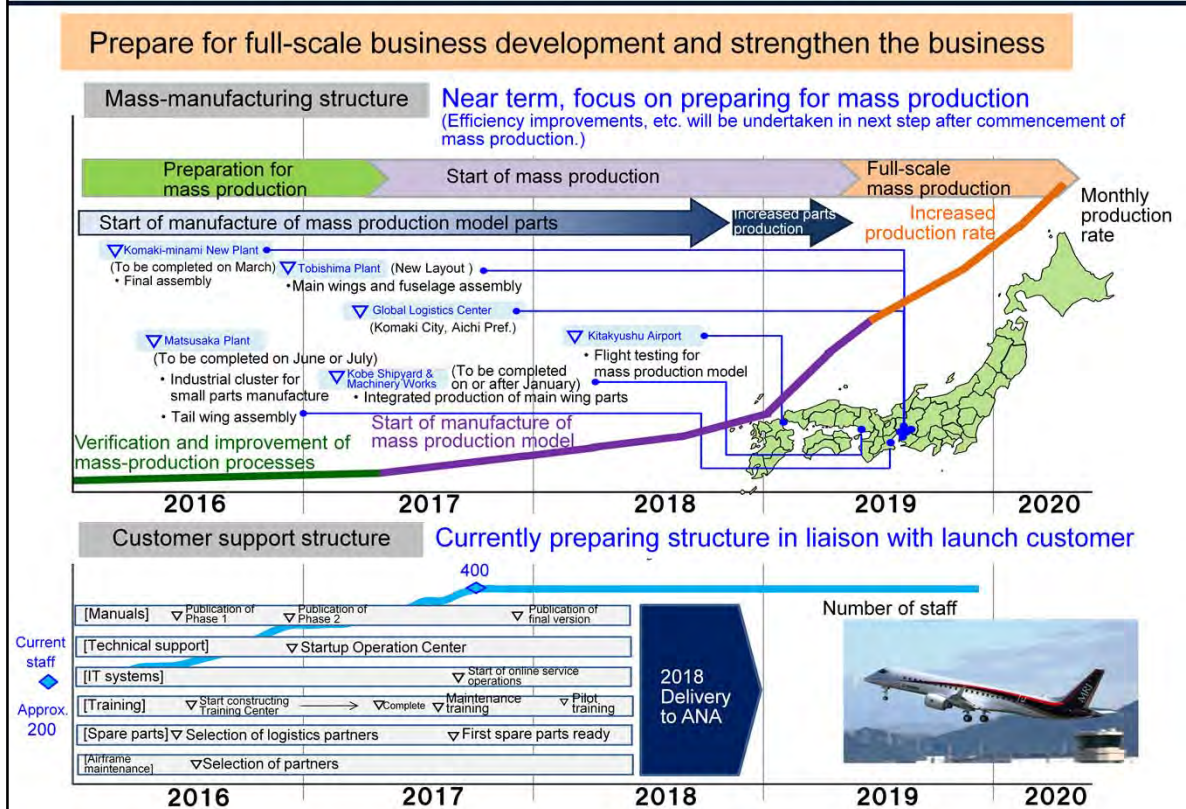 Prepare for full-scale business development and strengthen the business
Mass-manufacturing structure
Near term, focus on preparing for mass production
(Efficiency improvements, etc. will be undertaken in next step after commencement of
mass production.)
Preparation for
mass production
Start of mass production
Full-scale
mass production
Start of manufacture of mass production model parts
Increased parts
production
Increased
production rate
Monthly
production
rate
▽Komaki-minami New Plant
(To be completed on March)
・Final assembly
▽Tobishima Plant (New Layout )
・Main wings and fuselage assembly
▽Global Logistics Center
(Komaki City, Aichi Pref.)
▽Matsusaka Plant
(To be completed on June or July)
・Industrial cluster for
small parts manufacture
・Tail wing assembly
▽Kobe Shipyard &
Machinery Works
(To be completed
on or after January)
・Integrated production of main wing parts
▽Kitakyushu Airport
・Flight testing for
mass production model
Verification and improvement of
mass-production processes
Start of manufacture of
mass production model
2016 2017 2018 2019 2020
Customer support structure
Currently preparing structure in liaison with launch customer
400
Number of staff
Current
staff
Approx.
200
[Manuals]
▽Publication of
Phase 1
▽Publication of
Phase 2
▽Publication of
final version
[Technical support]
▽Startup Operation Center
[IT systems]
▽Start of online service
operations
[Training]
▽Start constructing
Training Center
▽Complete
▽Maintenance
training
▽Pilot
training
[Spare parts]
▽Selection of logistics partners
▽First spare parts ready
[Airframe
maintenance]
▽Selection of partners
2018
Delivery
to ANA
MRJ
2016 2017 2018 2019 2020